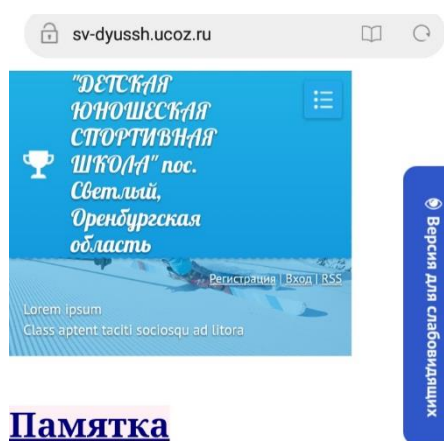 sv-dyussh.ucoz.ru
"ДЕТСКАЯ
ЮНОШЕСКАЯ
СПОРТИВНАЯ
ШКОЛА" пос.
Светлый,
Оренбургская
область
Регистрация | Вход | RSS
Lorem ipsum
Class aptent taciti sociosqu ad litora
Версия для слабовидящих
Памятка